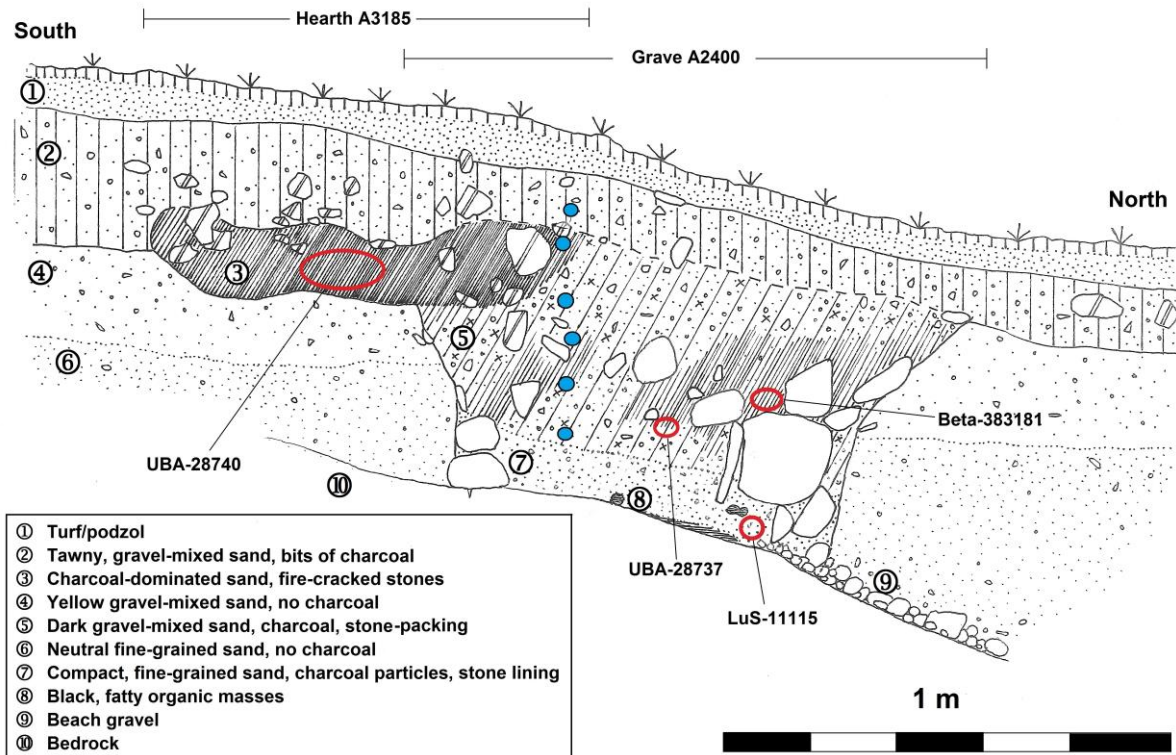 Hearth A3185
South
Grave A2400
①
②
North
④
③
⑤
⑥
Beta-383181
UBA-28740
⑦
⑩
⑧
UBA-28737
⑨
LuS-11115
① Turf/podzol
② Tawny, gravel-mixed sand, bits of charcoal
③ Charcoal-dominated sand, fire-cracked stones
④ Yellow gravel-mixed sand, no charcoal
⑤ Dark gravel-mixed sand, charcoal, stone-packing
⑥ Neutral fine-grained sand, no charcoal
⑦ Compact, fine-grained sand, charcoal particles, stone lining
⑧ Black, fatty organic masses
⑨ Beach gravel
⑩ Bedrock
1 m